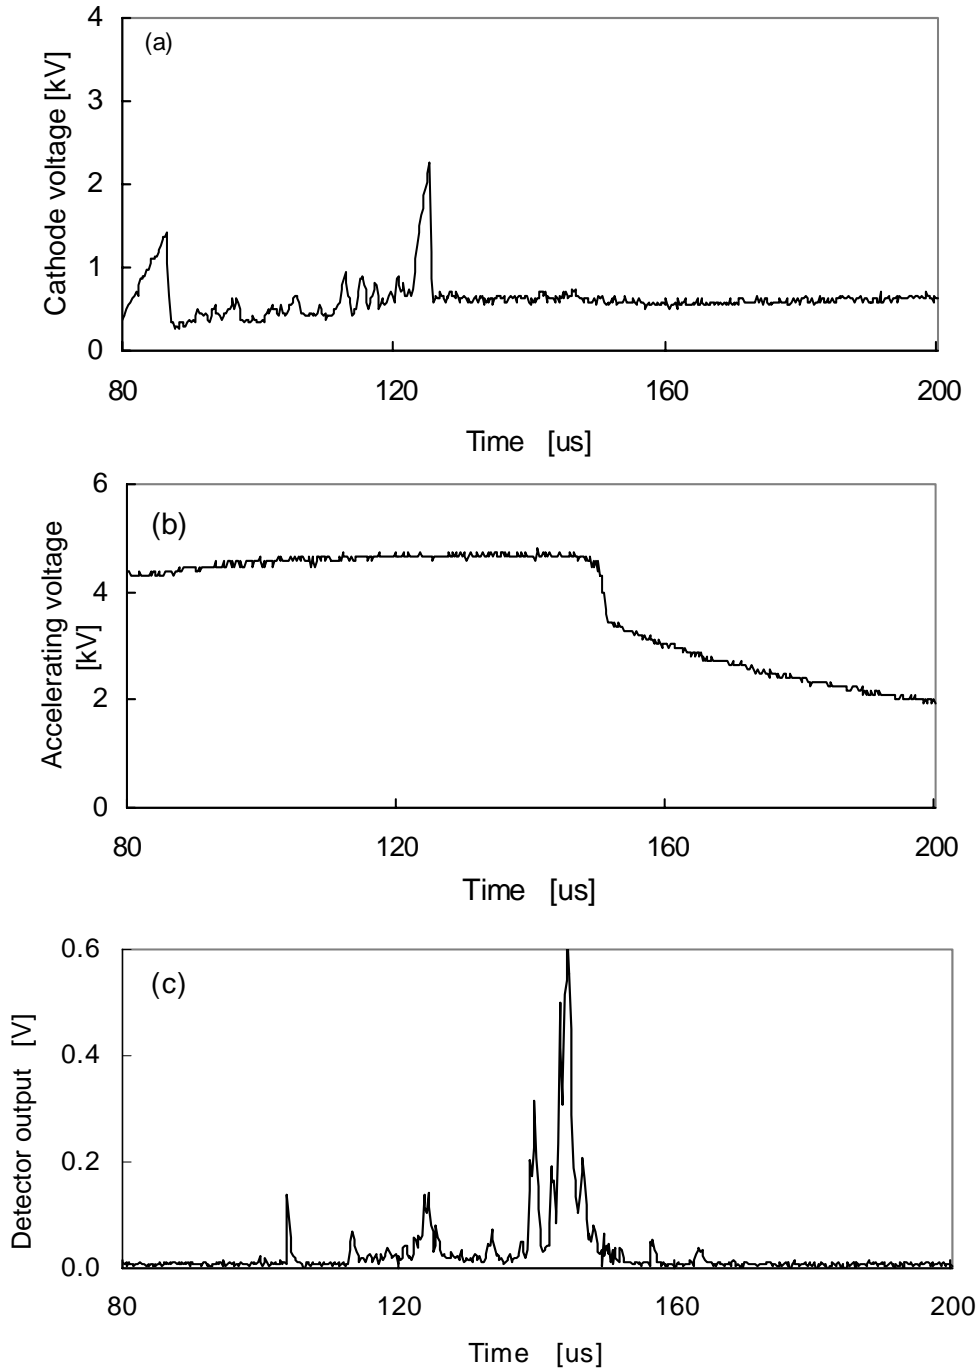 4
(a)
3
2
1
0
Cathode voltage [kV]
80 120 160 200
Time [us]
6
(b)
4
2
0
Accelerating voltage
[kV]
80 120 160 200
Time [us]
0.6
(c)
0.4
0.2
0.0
Detector output [V]
80 120 160 200
Time [us]